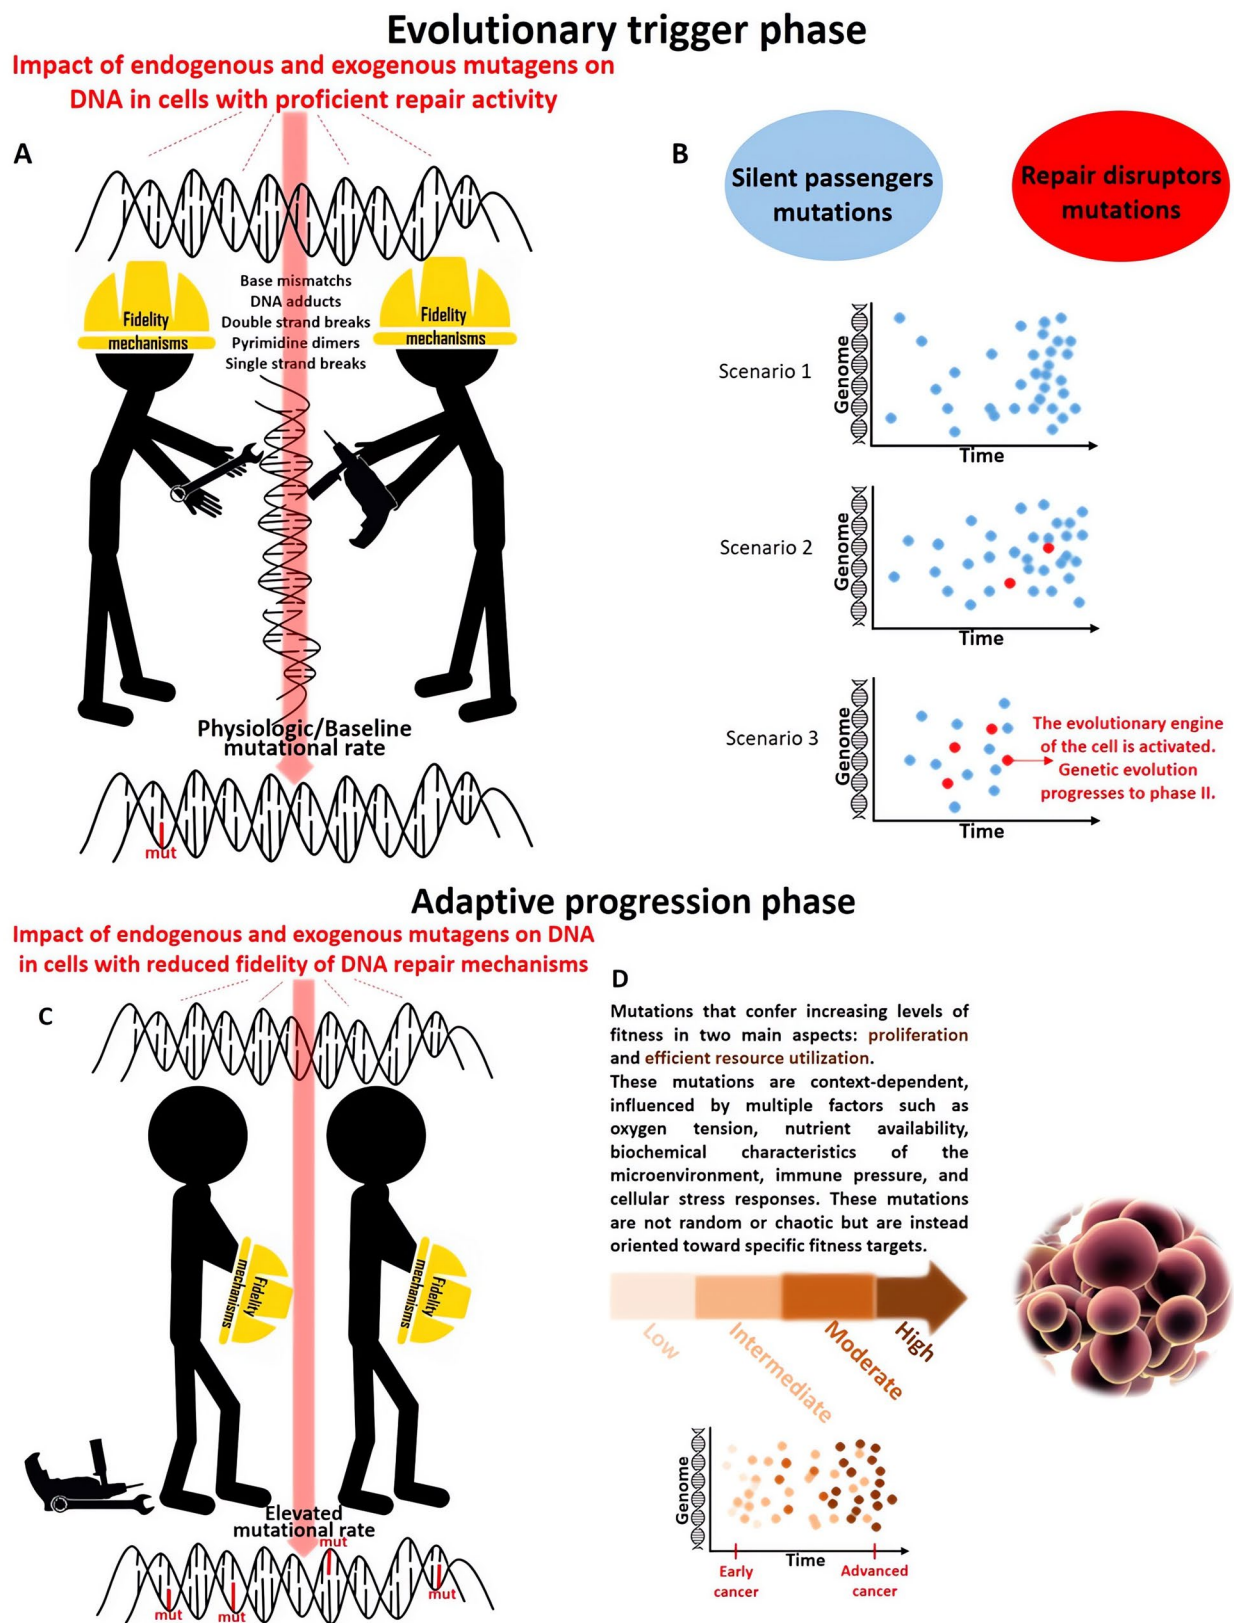 Evolutionary trigger phase
Impact of endogenous and exogenous mutagens on
DNA in cells with proficient repair activity
A
Fidelity
mechanisms
Base mismatchs
DNA adducts
Double strand breaks
Pyrimidine dimers
Single strand breaks
Fidelity
mechanisms
Physiologic/Baseline
mutational rate
mut
B
Silent passengers
mutations
Repair disruptors
mutations
Scenario 1
Genome
Time
Scenario 2
Genome
Time
Scenario 3
Genome
Time
The evolutionary engine
of the cell is activated.
Genetic evolution
progresses to phase II.
Adaptive progression phase
Impact of endogenous and exogenous mutagens on DNA
in cells with reduced fidelity of DNA repair mechanisms
C
Fidelity
mechanisms
Fidelity
mechanisms
Elevated
mutational rate
mut
mut
mut
mut
D
Mutations that confer increasing levels of
fitness in two main aspects: proliferation
and efficient resource utilization.
These mutations are context-dependent,
influenced by multiple factors such as
oxygen tension, nutrient availability,
biochemical characteristics of the
microenvironment, immune pressure, and
cellular stress responses. These mutations
are not random or chaotic but are instead
oriented toward specific fitness targets.
Low
Intermediate
Moderate
High
Genome
Time
Early
cancer
Advanced
cancer